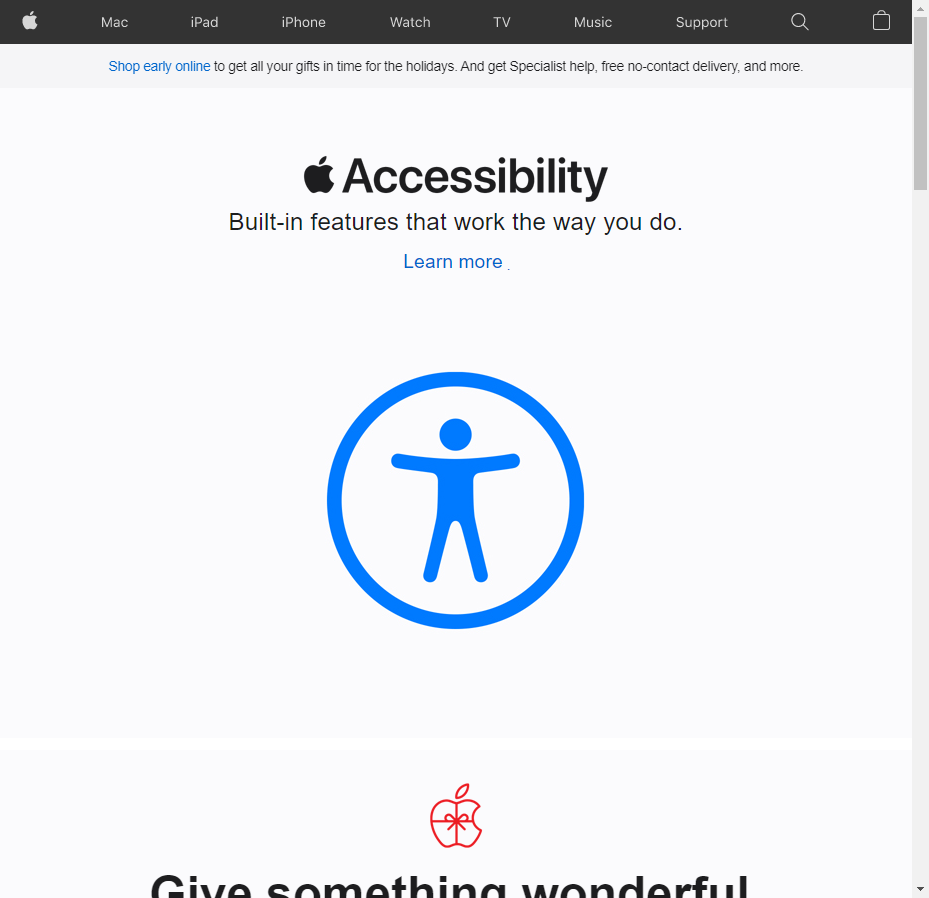 Mac iPad iPhone Watch TV Music Support
Shop early online to get all your gifts in time for the holidays. And get Specialist help, free no-contact delivery, and more.
Accessibility
Built-in features that work the way you do.
Learn more .
Give something wonderful